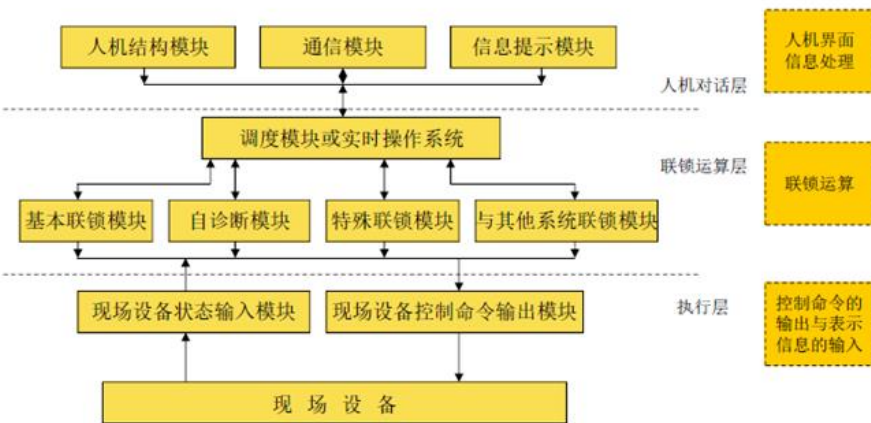 人机结构模块
通信模块
信息提示模块
人机界面
信息处理
人机对话层
调度模块或实时操作系统
联锁运算层
联锁运算
基本联锁模块
自诊断模块
特殊联锁模块
与其他系统联锁模块
现场设备状态输入模块
现场设备控制命令输出模块
执行层
控制命令的
输出与表示
信息的输入
现 场 设 备